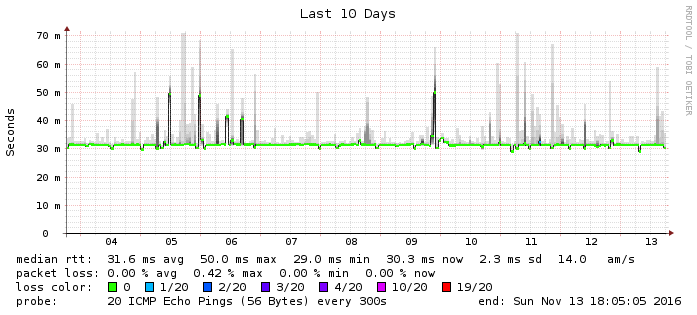 Last 10 Days
RRDTOOL / TOBI OETIKER
Seconds
70 m
60 m
50 m
40 m
30 m
20 m
10 m
0
04 05 06 07 08 09 10 11 12 13
median rtt: 31.6 ms avg 50.0 ms max 29.0 ms min 30.3 ms now 2.3 ms sd 14.0 am/s
packet loss: 0.00 % avg 0.42 % max 0.00 % min 0.00 % now
loss color: 0 1/20 2/20 3/20 4/20 10/20 19/20
probe: 20 ICMP Echo Pings (56 Bytes) every 300s end: Sun Nov 13 18:05:05 2016